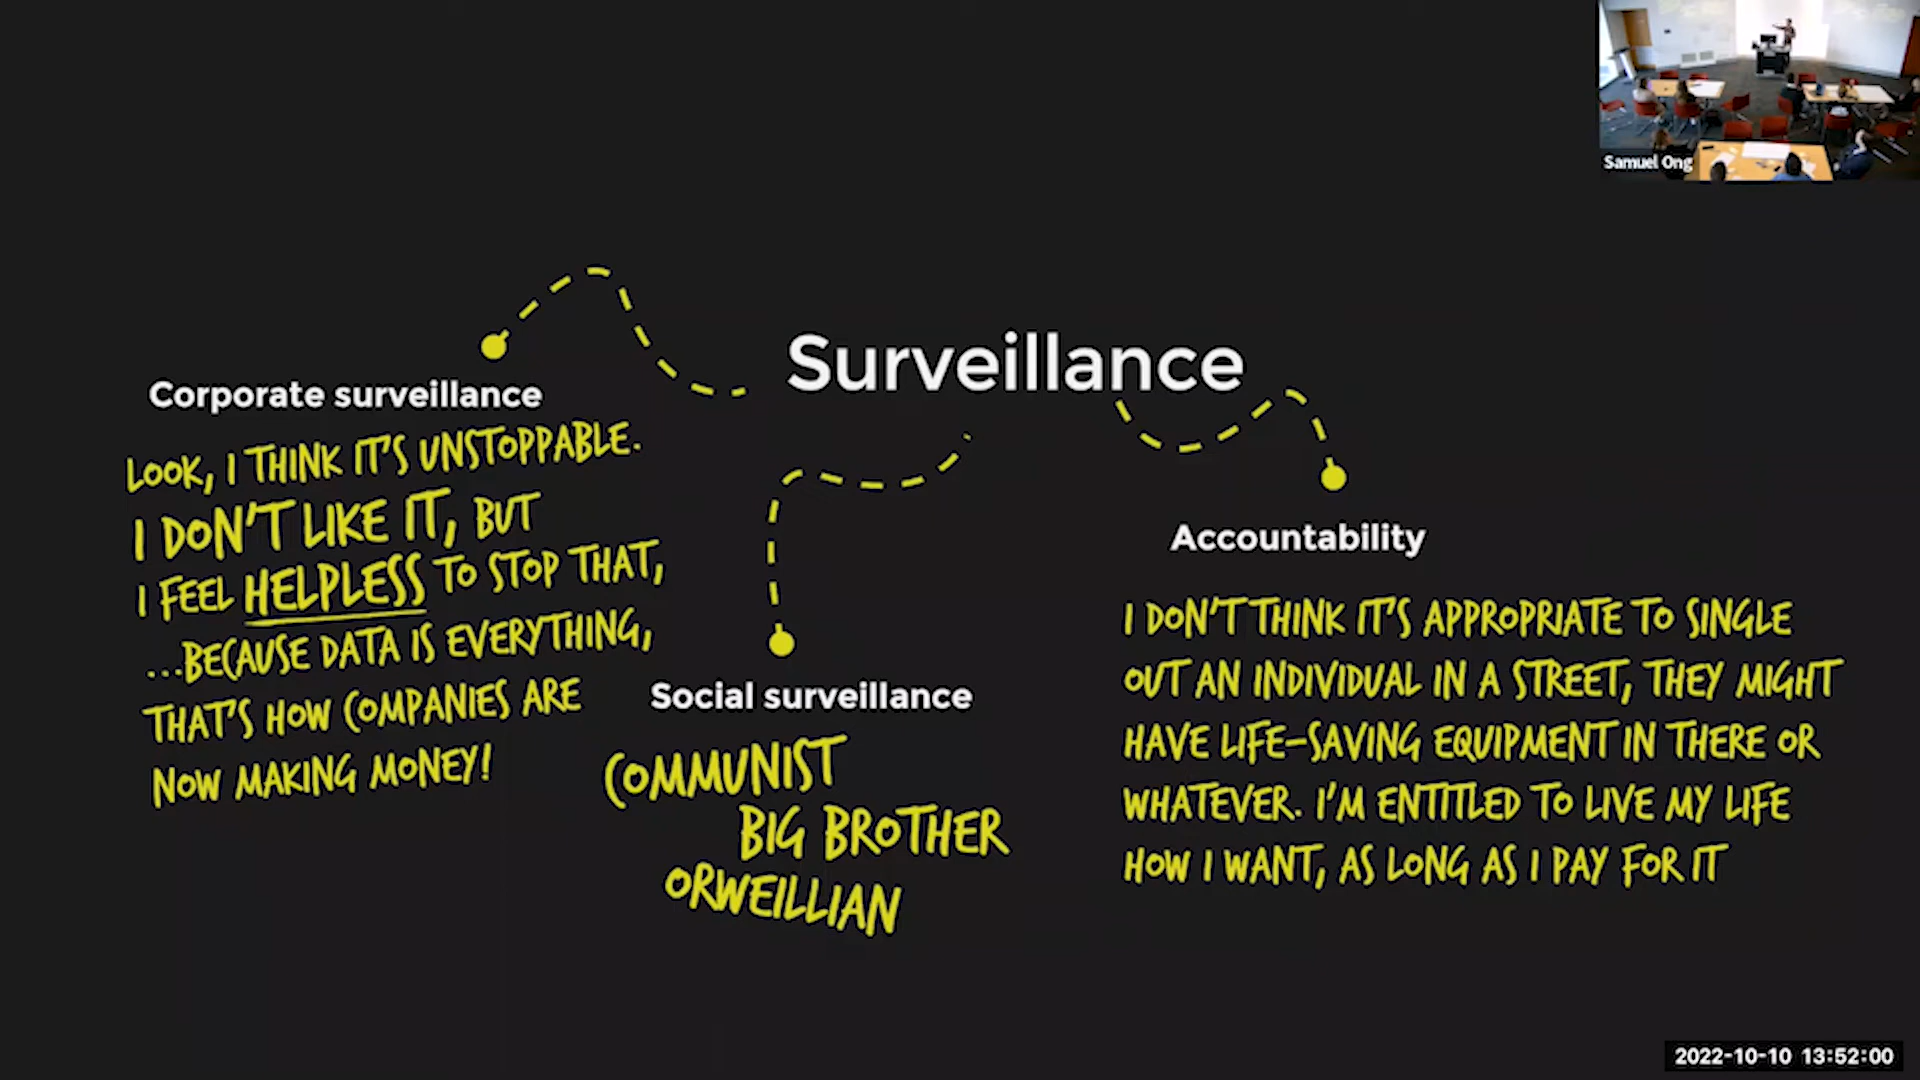 Samuel Ong
Surveillance
Corporate surveillance
LOOK, I THINK IT'S UNSTOPPABLE.
I DON'T LIKE IT, BUT
I FEEL HELPLESS TO STOP THAT,
...BECAUSE DATA IS EVERYTHING,
THAT'S HOW COMPANIES ARE
NOW MAKING MONEY!
Social surveillance
COMMUNIST
BIG BROTHER
ORWEILLIAN
Accountability
I DON'T THINK IT'S APPROPRIATE TO SINGLE
OUT AN INDIVIDUAL IN A STREET, THEY MIGHT
HAVE LIFE-SAVING EQUIPMENT IN THERE OR
WHATEVER. I'M ENTITLED TO LIVE MY LIFE
HOW I WANT, AS LONG AS I PAY FOR IT
2022-10-10 13:52:00